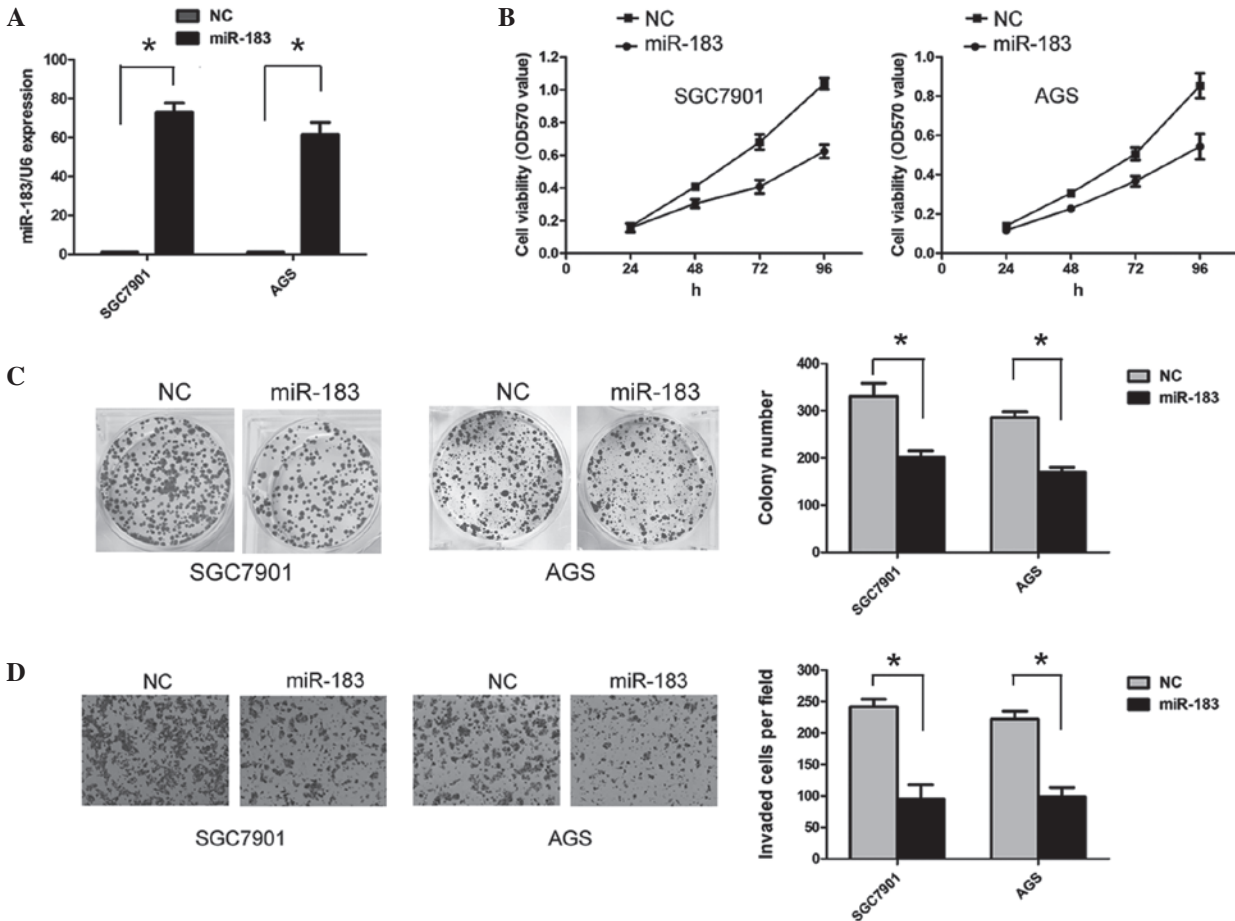 A
NC
miR-183
*
*
miR-183/U6 expression
100
80
60
40
20
0
SGC7901
AGS
B
NC
miR-183
SGC7901
Cell viability (OD570 value)
1.2
1.0
0.8
0.6
0.4
0.2
0.0
0
24
48
72
96
h
NC
miR-183
AGS
Cell viability (OD570 value)
1.0
0.8
0.6
0.4
0.2
0.0
0
24
48
72
96
h
C
NC
miR-183
SGC7901
NC
miR-183
AGS
*
*
Colony number
400
300
200
100
0
SGC7901
AGS
NC
miR-183
D
NC
miR-183
SGC7901
NC
miR-183
AGS
*
*
Invaded cells per field
300
250
200
150
100
50
0
SGC7901
AGS
NC
miR-183